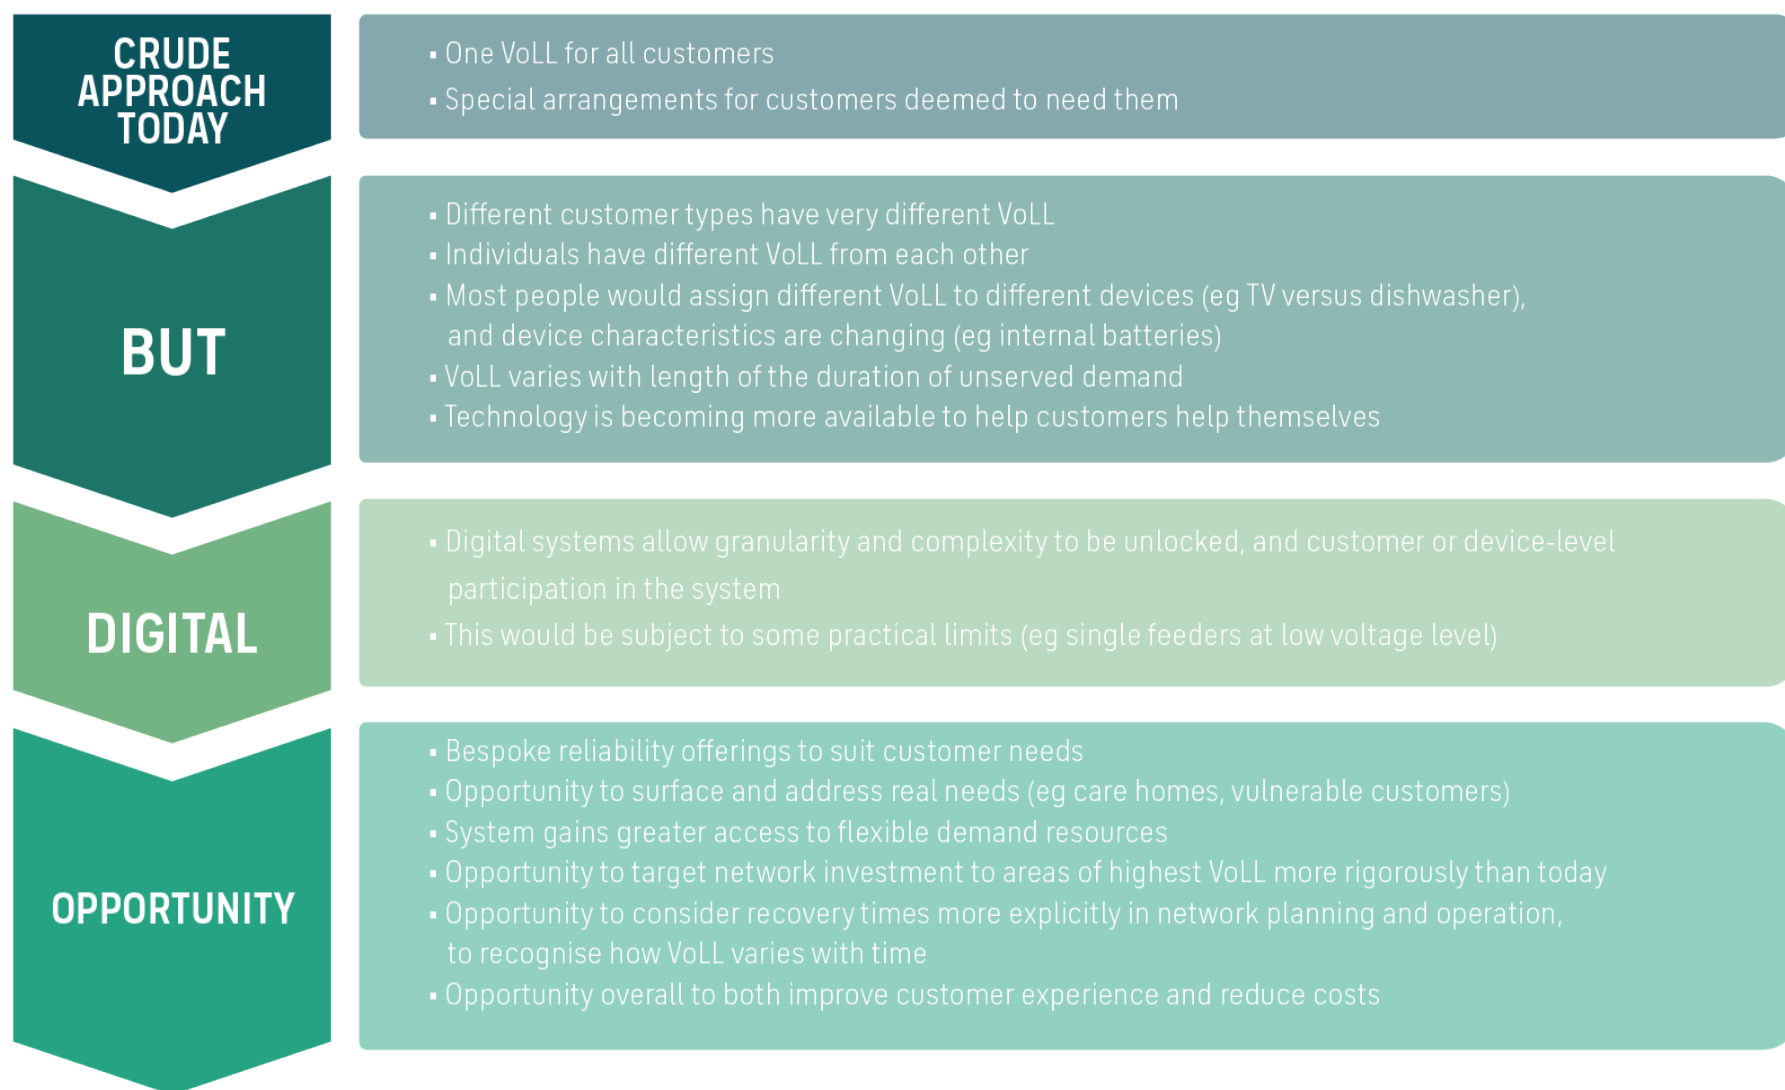 CRUDE
APPROACH
TODAY
▪ One VoLL for all customers
▪ Special arrangements for customers deemed to need them
BUT
▪ Different customer types have very different VoLL
▪ Individuals have different VoLL from each other
▪ Most people would assign different VoLL to different devices (eg TV versus dishwasher),
and device characteristics are changing (eg internal batteries)
▪ VoLL varies with length of the duration of unserved demand
▪ Technology is becoming more available to help customers help themselves
DIGITAL
▪ Digital systems allow granularity and complexity to be unlocked, and customer or device-level
participation in the system
▪ This would be subject to some practical limits (eg single feeders at low voltage level)
OPPORTUNITY
▪ Bespoke reliability offerings to suit customer needs
▪ Opportunity to surface and address real needs (eg care homes, vulnerable customers)
▪ System gains greater access to flexible demand resources
▪ Opportunity to target network investment to areas of highest VoLL more rigorously than today
▪ Opportunity to consider recovery times more explicitly in network planning and operation,
to recognise how VoLL varies with time
▪ Opportunity overall to both improve customer experience and reduce costs